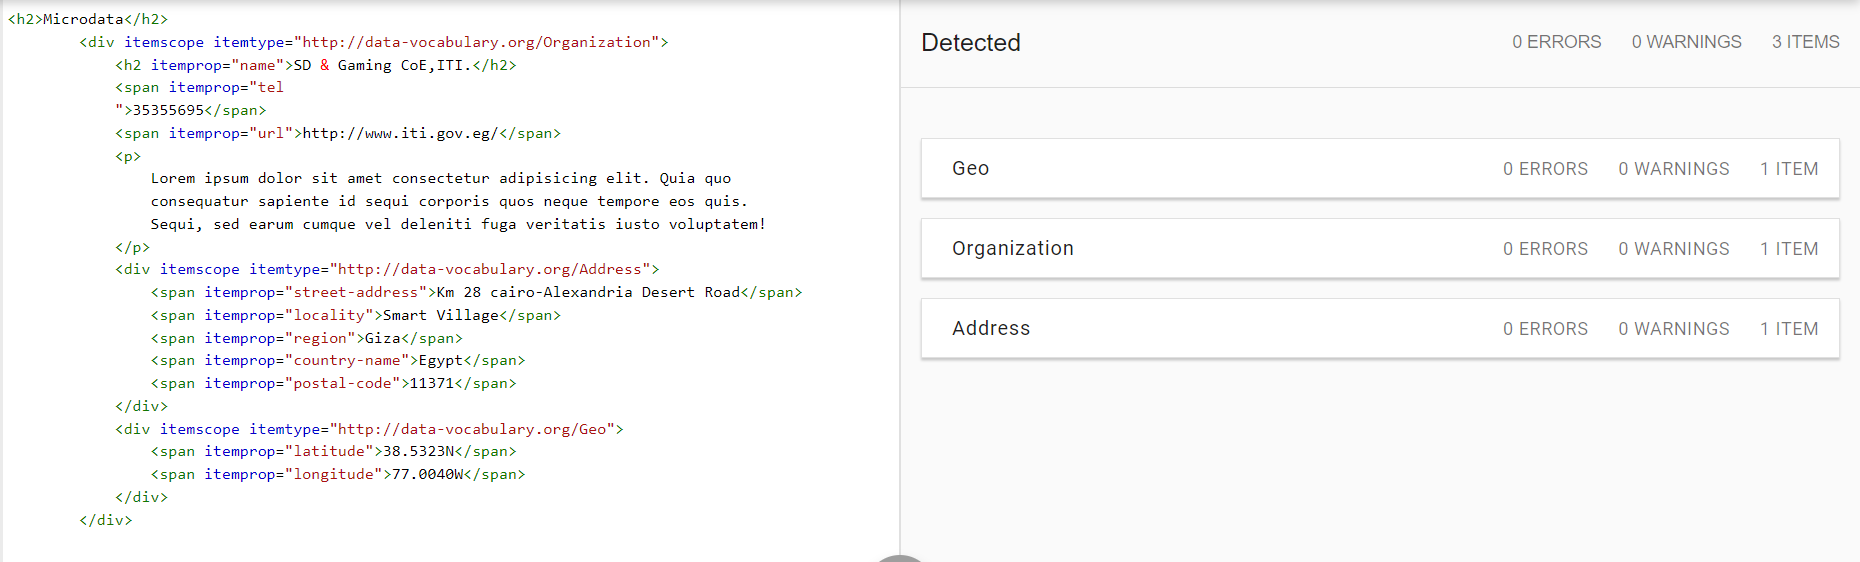 <h2>Microdata</h2>
<div itemscope itemtype="http://data-vocabulary.org/Organization">
<h2 itemprop="name">SD & Gaming CoE,ITI.</h2>
<span itemprop="tel
">35355695</span>
<span itemprop="url">http://www.iti.gov.eg/</span>
<p>
Lorem ipsum dolor sit amet consectetur adipisicing elit. Quia quo
consequatur sapiente id sequi corporis quos neque tempore eos quis.
Sequi, sed earum cumque vel deleniti fuga veritatis iusto voluptatem!
</p>
<div itemscope itemtype="http://data-vocabulary.org/Address">
<span itemprop="street-address">Km 28 cairo-Alexandria Desert Road</span>
<span itemprop="locality">Smart Village</span>
<span itemprop="region">Giza</span>
<span itemprop="country-name">Egypt</span>
<span itemprop="postal-code">11371</span>
</div>
<div itemscope itemtype="http://data-vocabulary.org/Geo">
<span itemprop="latitude">38.5323N</span>
<span itemprop="longitude">77.0040W</span>
</div>
</div>
Detected 0 ERRORS 0 WARNINGS 3 ITEMS
Geo 0 ERRORS 0 WARNINGS 1 ITEM
Organization 0 ERRORS 0 WARNINGS 1 ITEM
Address 0 ERRORS 0 WARNINGS 1 ITEM